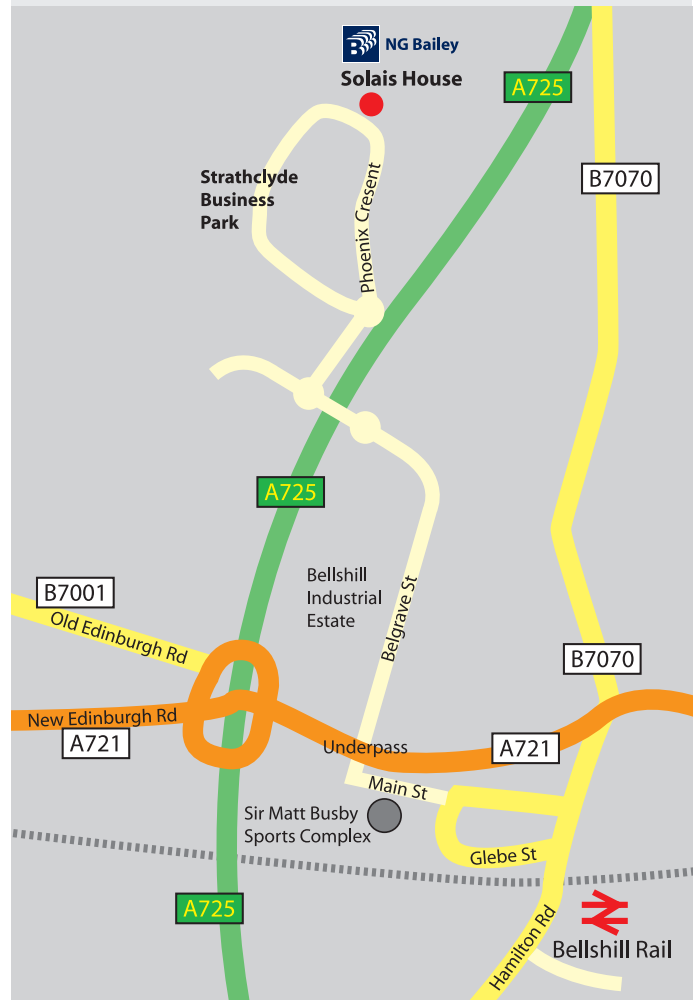 B NG Bailey
Solais House
A725
B7070
Strathclyde
Business
Park
Phoenix Cresent
A725
Bellshill
Industrial
Estate
Belgrave St
B7001
Old Edinburgh Rd
B7070
New Edinburgh Rd
A721
Underpass
A721
Main St
Sir Matt Busby
Sports Complex
Glebe St
A725
Hamilton Rd
Bellshill Rail